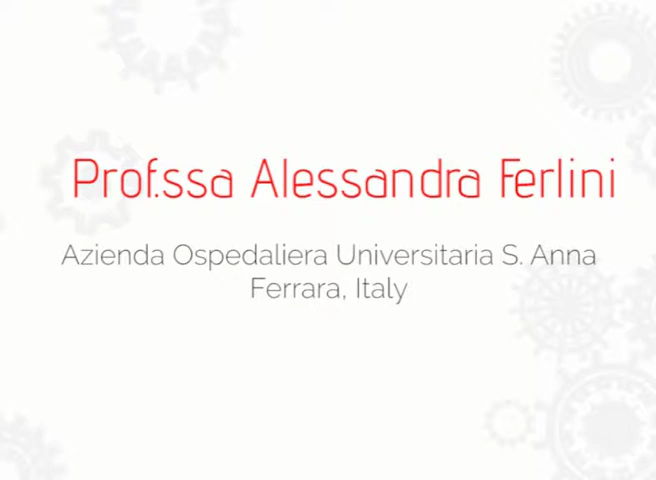 Prof.ssa Alessandra Ferlini
Azienda Ospedaliera Universitaria S. Anna
Ferrara, Italy